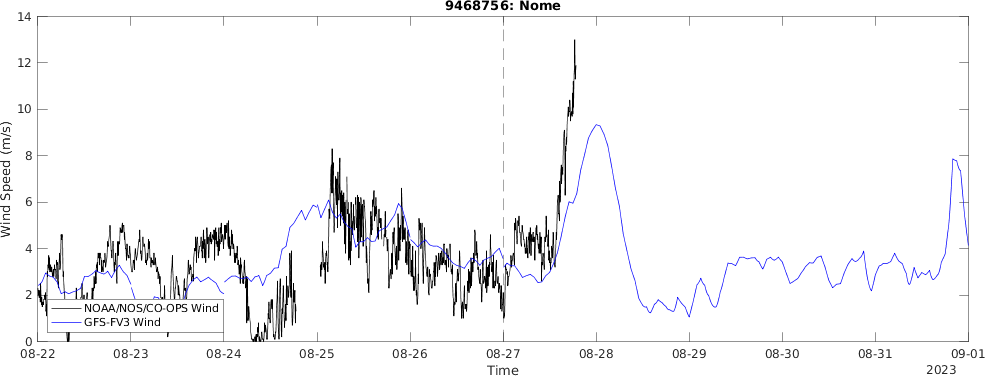 9468756: Nome
14
12
10
8
6
4
2
0
Wind Speed (m/s)
NOAA/NOS/CO-OPS Wind
GFS-FV3 Wind
08-22 08-23 08-24 08-25 08-26 08-27 08-28 08-29 08-30 08-31 09-01
Time
2023